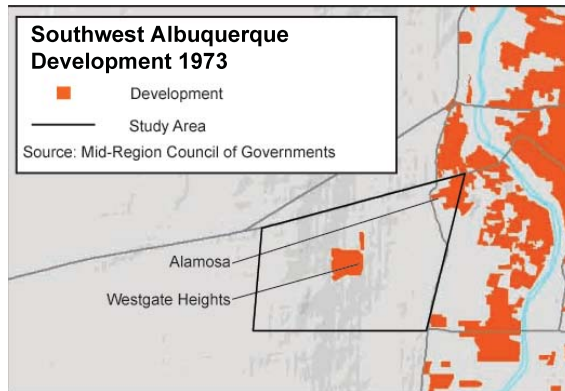 Southwest Albuquerque
Development 1973
Development
Study Area
Source: Mid-Region Council of Governments
Alamosa
Westgate Heights